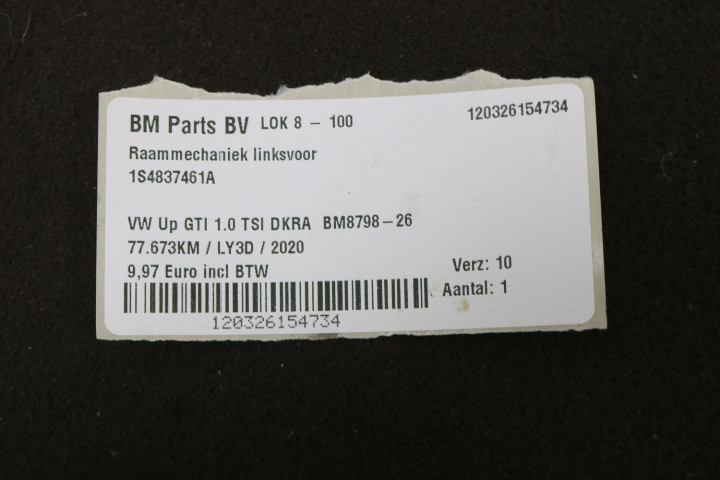 BM Parts BV LOK 8 - 100 120326154734
Raammechaniek linksvoor
1S4837461A
VW Up GTI 1.0 TSI DKRA BM8798-26
77.673KM / LY3D / 2020
9,97 Euro incl BTW Verz: 10
Aantal: 1
120326154734